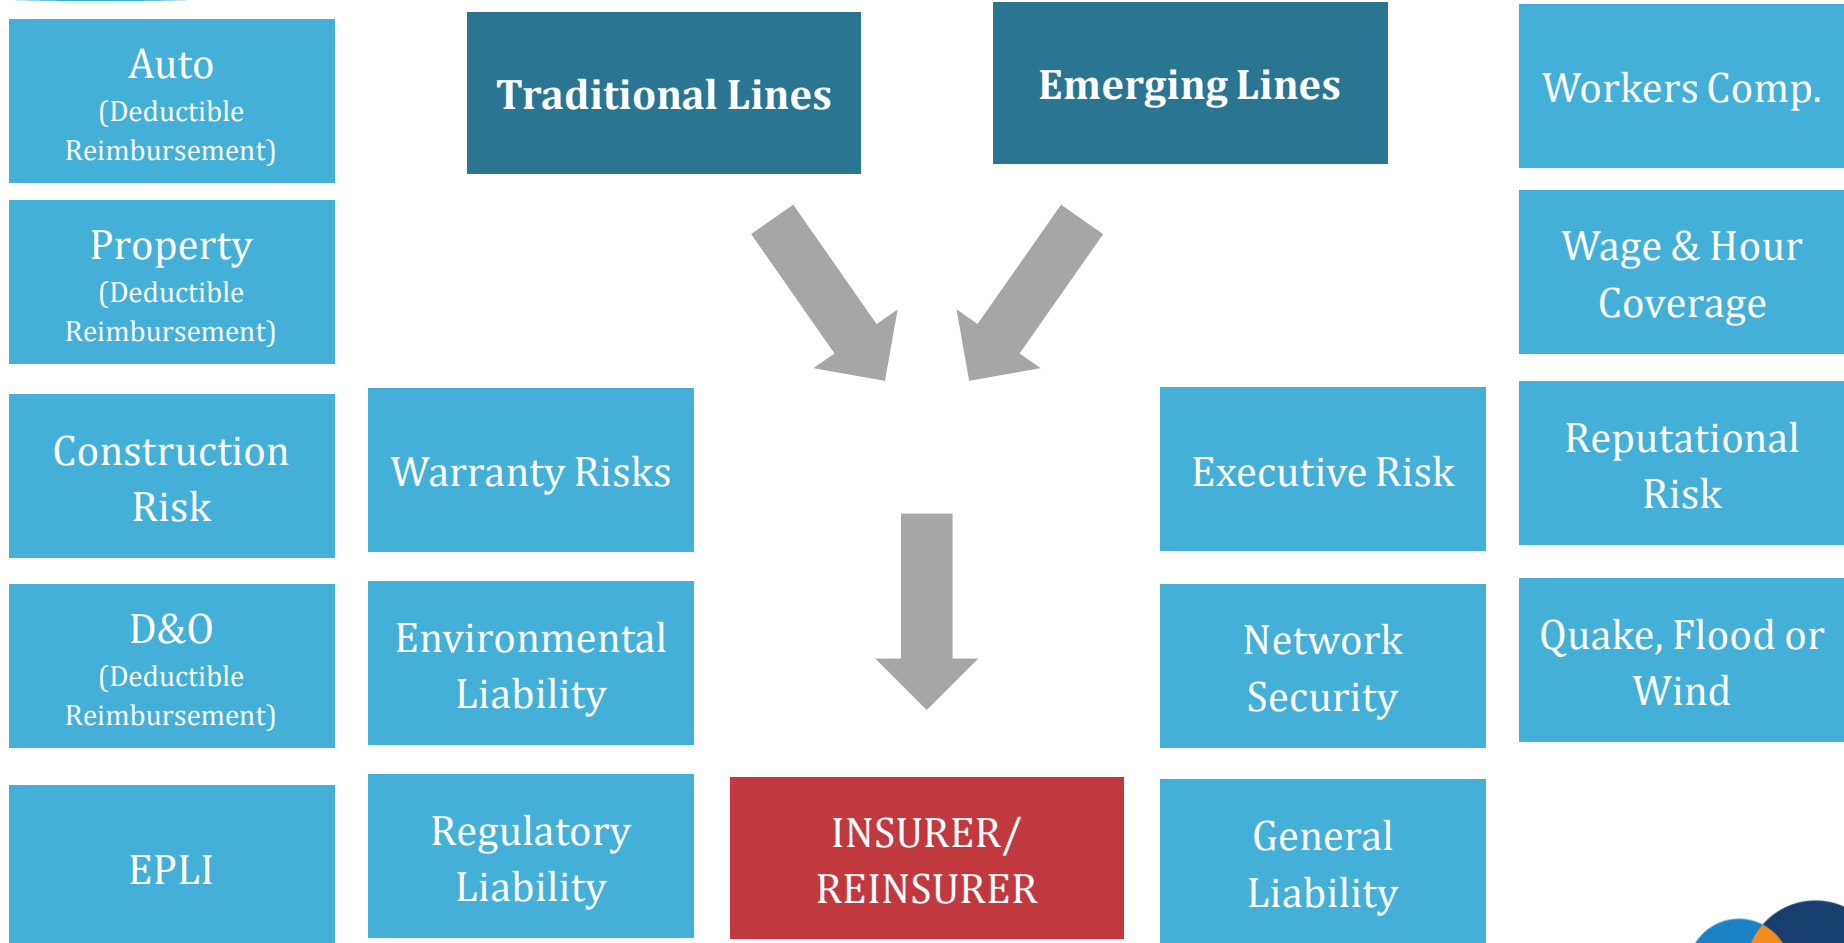 Auto
(Deductible
Reimbursement)
Traditional Lines
Emerging Lines
Workers Comp.
Property
(Deductible
Reimbursement)
Wage & Hour
Coverage
Construction
Risk
Warranty Risks
Executive Risk
Reputational
Risk
D&O
(Deductible
Reimbursement)
Environmental
Liability
Network
Security
Quake, Flood or
Wind
EPLI
Regulatory
Liability
INSURER/
REINSURER
General
Liability